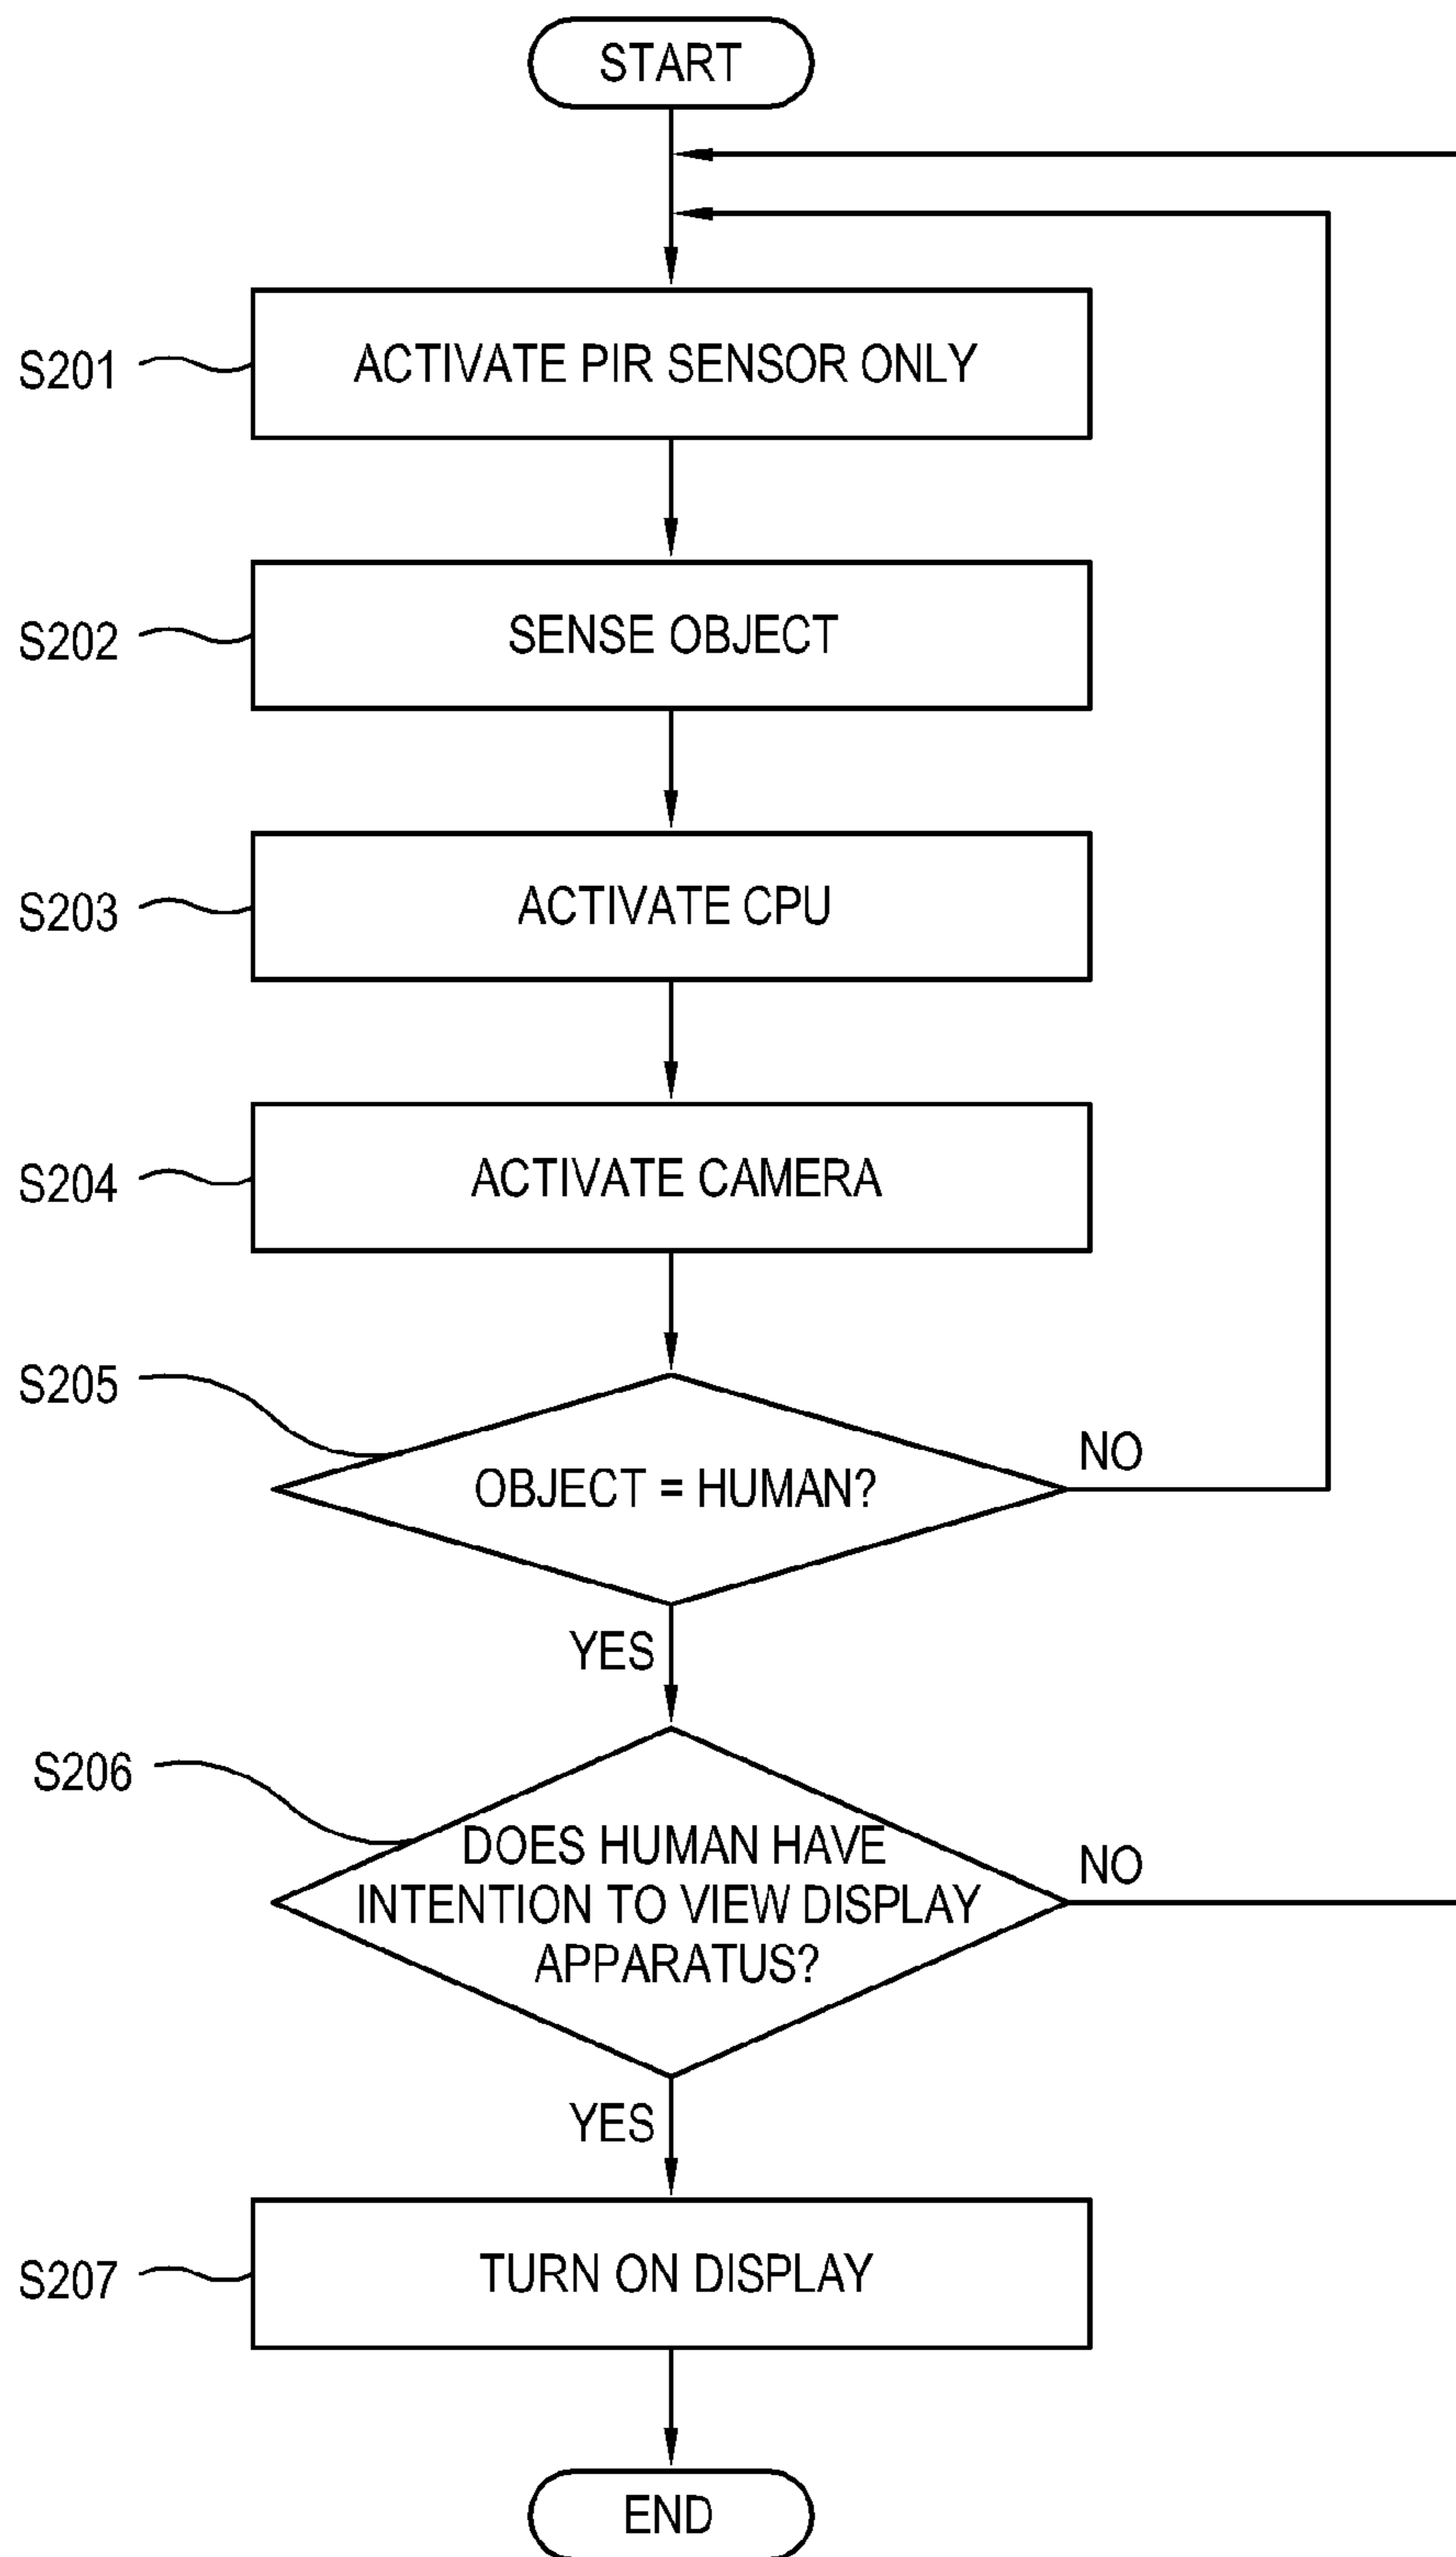 START
S201
ACTIVATE PIR SENSOR ONLY
S202
SENSE OBJECT
S203
ACTIVATE CPU
S204
ACTIVATE CAMERA
S205
OBJECT = HUMAN?
NO
YES
S206
DOES HUMAN HAVE
INTENTION TO VIEW DISPLAY
APPARATUS?
NO
YES
S207
TURN ON DISPLAY
END